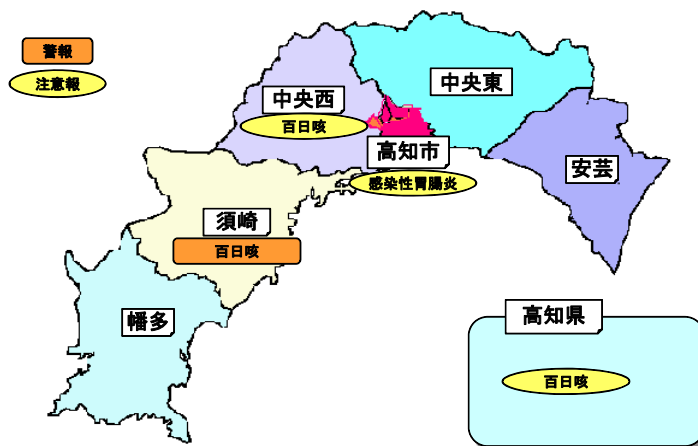 警報
注意報
中央東
中央西
百日咳
高知市
感染性胃腸炎
安芸
須崎
百日咳
幡多
高知県
百日咳